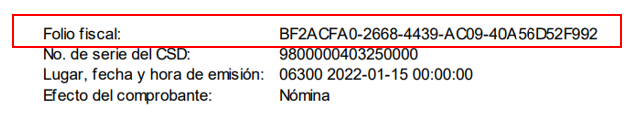 Folio fiscal: BF2ACFA0-2668-4439-AC09-40A56D52F992
No. de serie del CSD: 9800000403250000
Lugar, fecha y hora de emisión: 06300 2022-01-15 00:00:00
Efecto del comprobante: Nómina